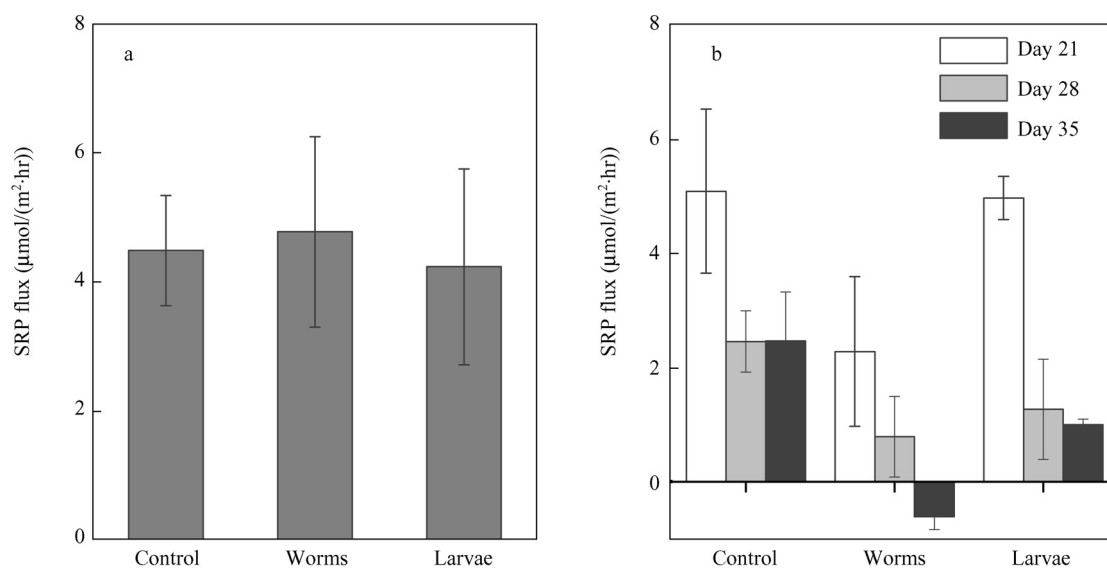 8
6
4
2
0
SRP flux (μmol/(m²·hr))
a
Control Worms Larvae
8
6
4
2
0
SRP flux (μmol/(m²·hr))
b
Day 21
Day 28
Day 35
Control Worms Larvae